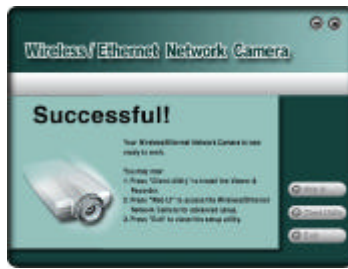 Wireless/Ethernet Network Camera
Successful!
Your Wireless/Ethernet Network Camera is now
ready to work.
You may now:
1. Press "Client Utility" to install the Viewer &
Recorder.
2. Press "Web UI" to access the Wireless/Ethernet
Network Camera for advanced setup.
3. Press "Exit" to close this setup utility.
Web UI
Client Utility
Exit